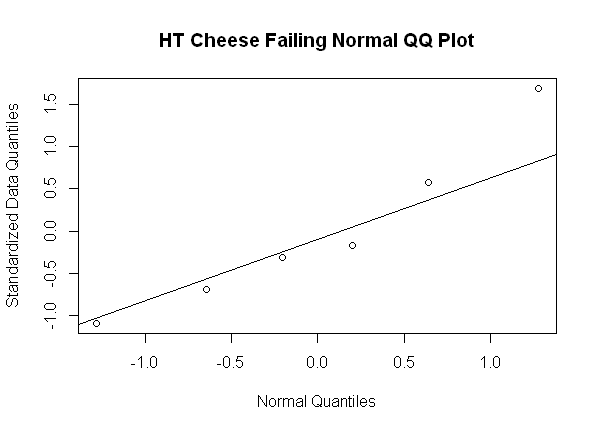 HT Cheese Failing Normal QQ Plot
Standardized Data Quantiles
1.5
1.0
0.5
0.0
-0.5
-1.0
-1.0 -0.5 0.0 0.5 1.0
Normal Quantiles